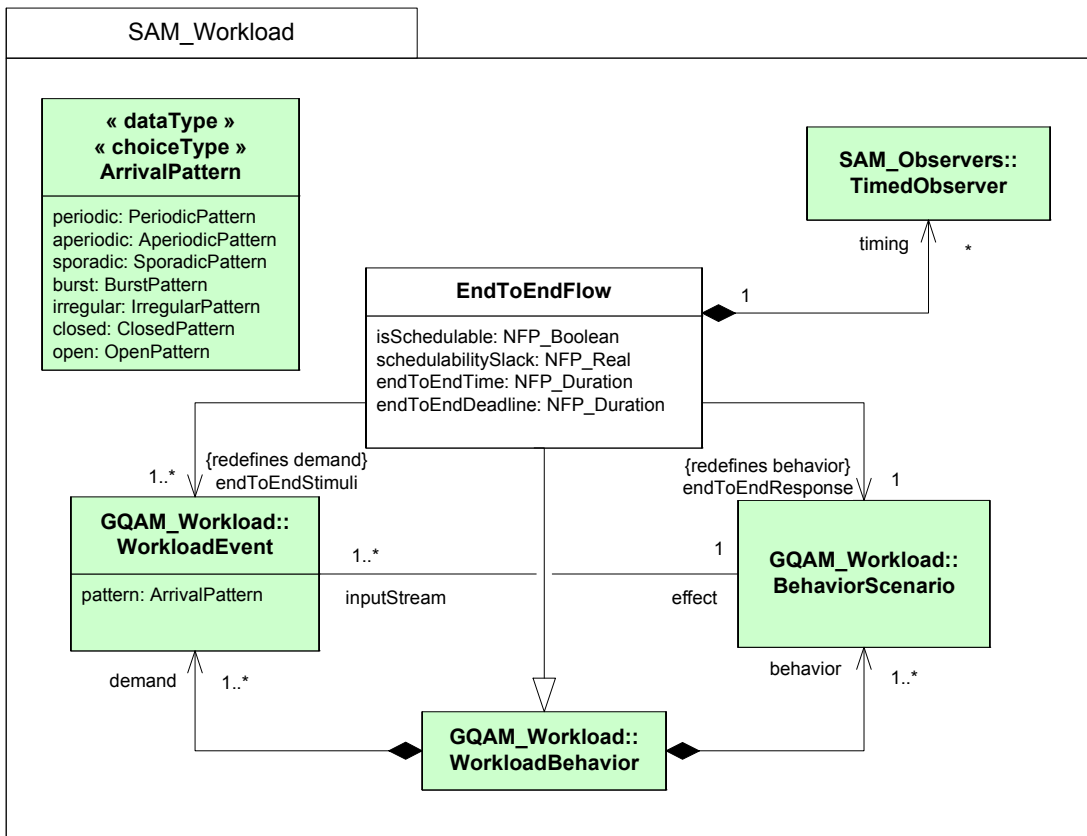 SAM_Workload
« dataType »
« choiceType »
ArrivalPattern
periodic: PeriodicPattern
aperiodic: AperiodicPattern
sporadic: SporadicPattern
burst: BurstPattern
irregular: IrregularPattern
closed: ClosedPattern
open: OpenPattern
SAM_Observers::
TimedObserver
timing
*
1
EndToEndFlow
isSchedulable: NFP_Boolean
schedulabilitySlack: NFP_Real
endToEndTime: NFP_Duration
endToEndDeadline: NFP_Duration
1..*
{redefines demand}
endToEndStimuli
{redefines behavior}
endToEndResponse
1
GQAM_Workload::
WorkloadEvent
pattern: ArrivalPattern
1..*
inputStream
1
effect
GQAM_Workload::
BehaviorScenario
demand
1..*
behavior
1..*
GQAM_Workload::
WorkloadBehavior